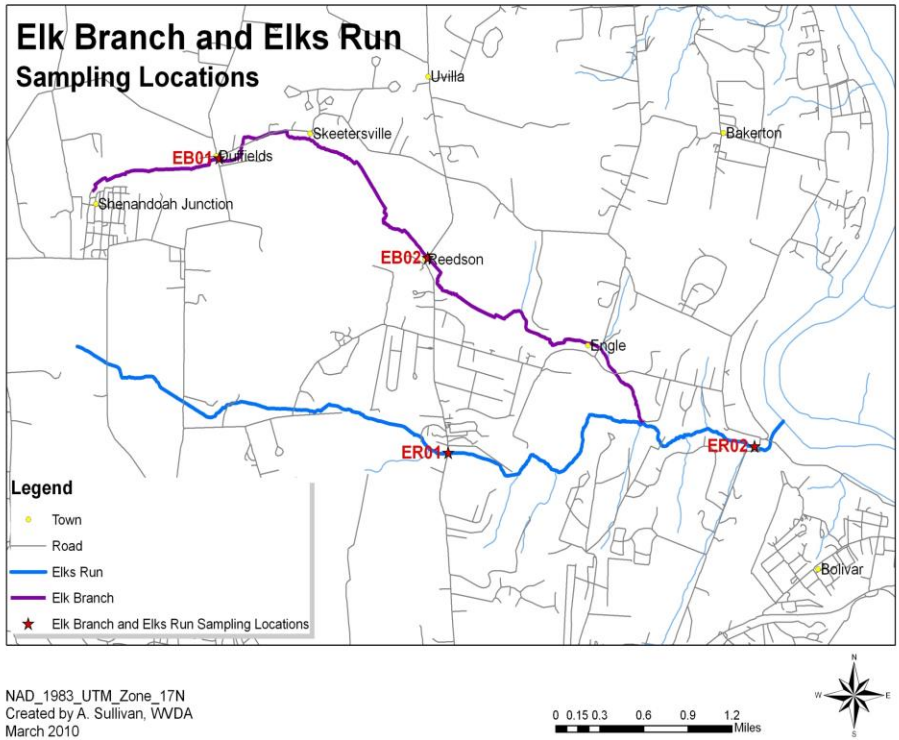 Elk Branch and Elks Run
Sampling Locations
Uvilla
Skeetersville
Bakerton
EB01
Duffields
Shenandoah Junction
EB02
Reedson
Engle
ER01
ER02
Bolivar
Legend
Town
Road
Elks Run
Elk Branch
Elk Branch and Elks Run Sampling Locations
N
W
E
S
NAD_1983_UTM_Zone_17N
Created by A. Sullivan, WVDA
March 2010
0 0.15 0.3 0.6 0.9 1.2
Miles